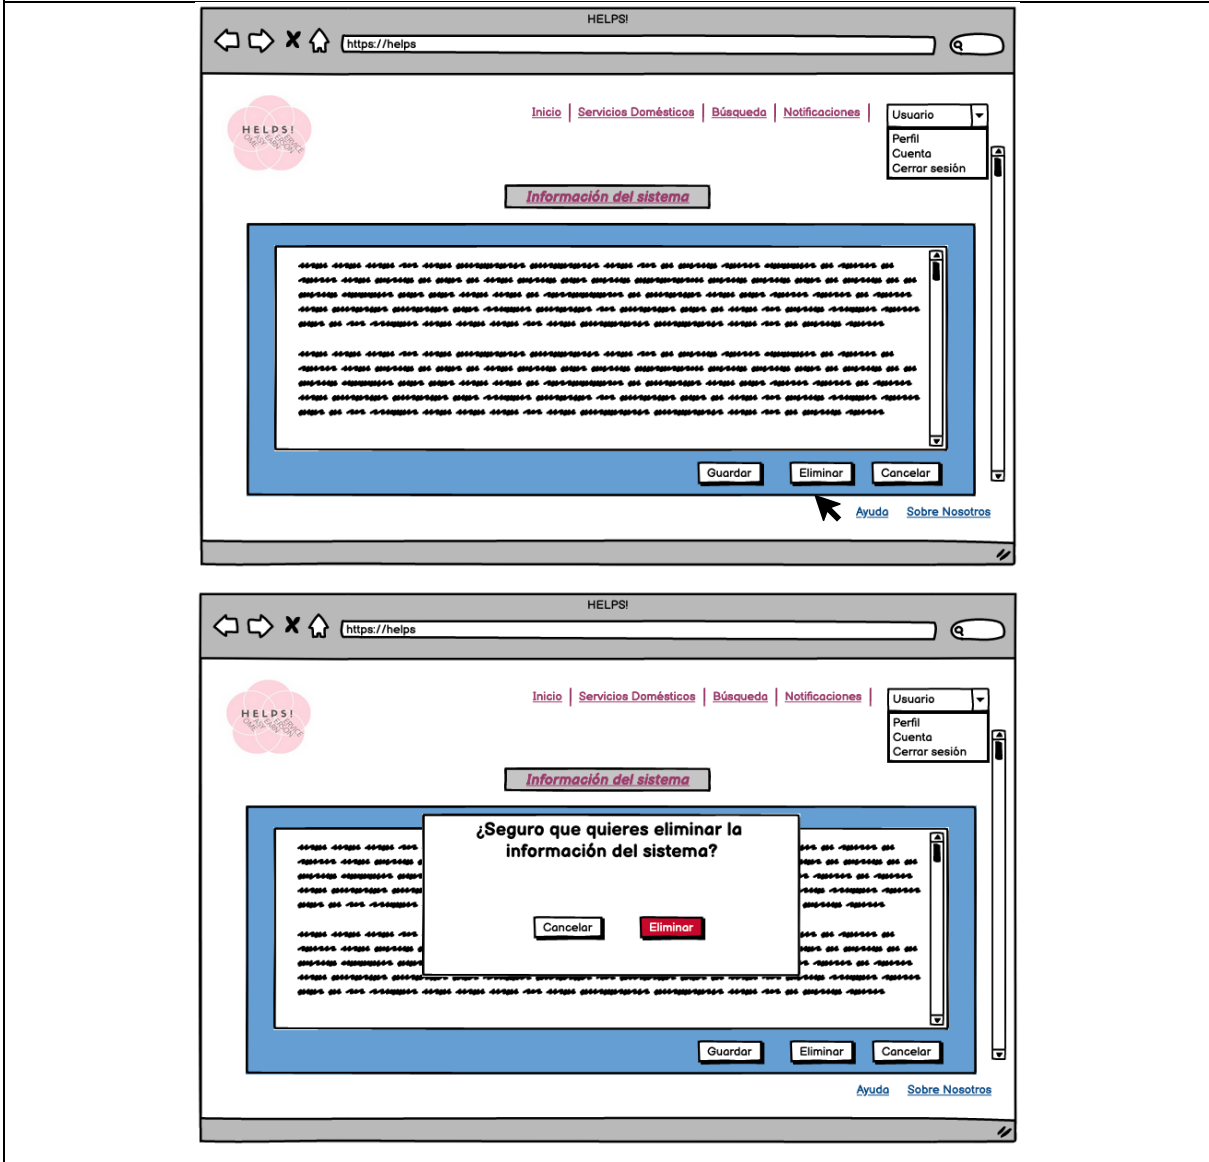 HELPS!
https://helps
HELPS!
Inicio Servicios Domésticos Búsqueda Notificaciones
Usuario
Perfil
Cuenta
Cerrar sesión
Información del sistema
Guardar Eliminar Cancelar
Ayuda Sobre Nosotros
HELPS!
https://helps
HELPS!
Inicio Servicios Domésticos Búsqueda Notificaciones
Usuario
Perfil
Cuenta
Cerrar sesión
Información del sistema
¿Seguro que quieres eliminar la
información del sistema?
Cancelar Eliminar
Guardar Eliminar Cancelar
Ayuda Sobre Nosotros